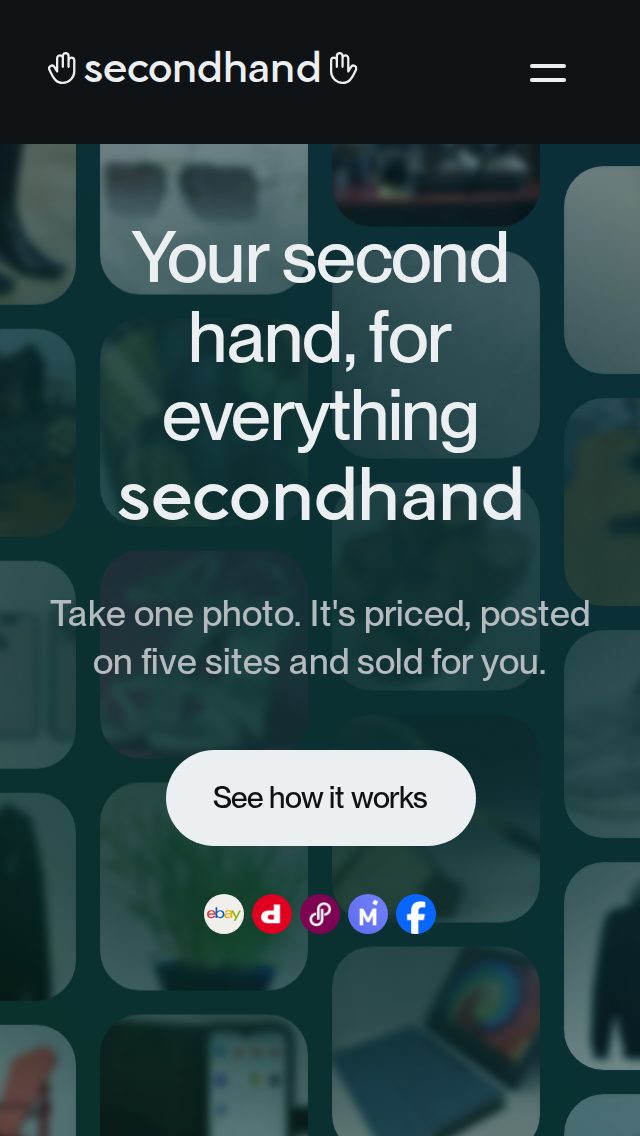 secondhand
Your second
hand, for
everything
secondhand
Take one photo. It's priced, posted
on five sites and sold for you.
See how it works
ebay